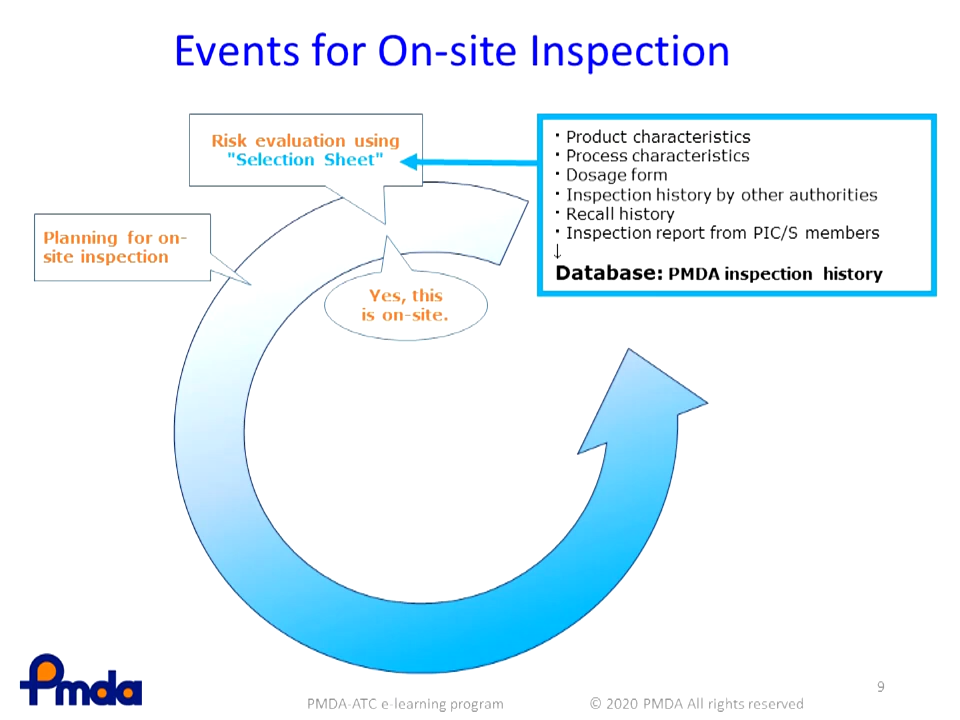 Events for On-site Inspection
Risk evaluation using
"Selection Sheet"
・Product characteristics
・Process characteristics
・Dosage form
・Inspection history by other authorities
・Recall history
・Inspection report from PIC/S members
↓
Database: PMDA inspection history
Planning for on-
site inspection
Yes, this
is on-site.
Pmda
PMDA-ATC e-learning program
© 2020 PMDA All rights reserved
9